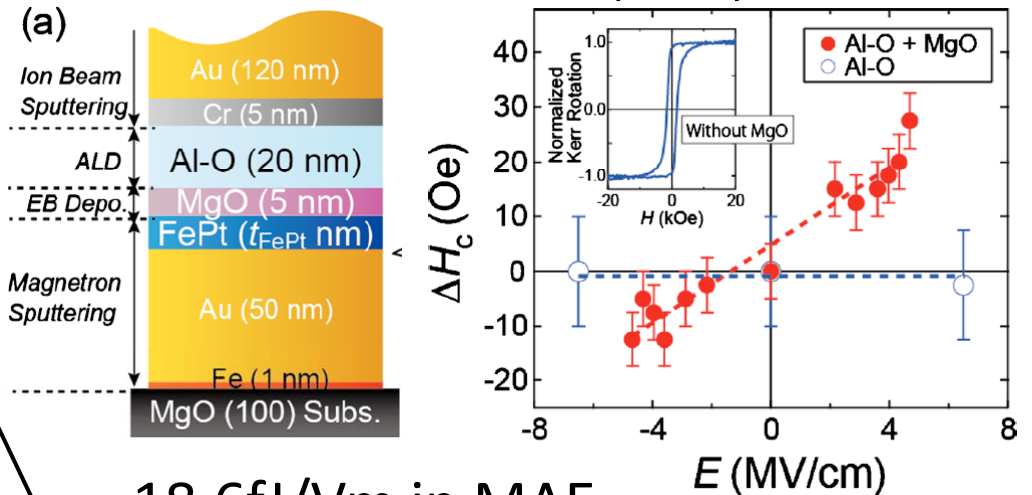 (a)
Ion Beam
Sputtering
ALD
EB Depo.
Magnetron
Sputtering
Au (120 nm)
Cr (5 nm)
Al-O (20 nm)
MgO (5 nm)
FePt (tFePt nm)
Au (50 nm)
Fe (1 nm)
MgO (100) Subs.
<
ΔHc (Oe)
40
30
20
10
0
-10
-20
-8
-4
0
4
8
E (MV/cm)
Al-O + MgO
Al-O
Normalized
Kerr Rotation
1.0
0.0
-1.0
Without MgO
-20
0
20
H (kOe)